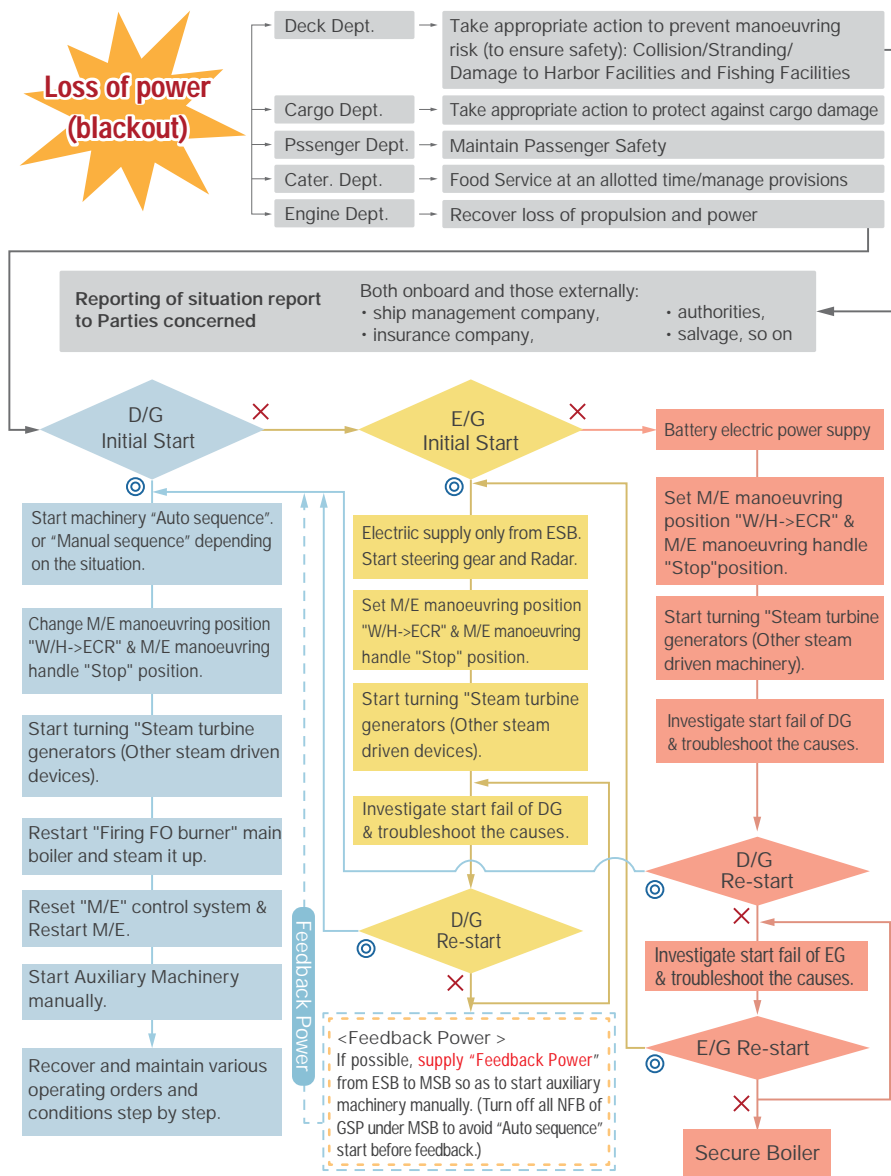 Loss of power
(blackout)
Deck Dept.
Take appropriate action to prevent manoeuvring
risk (to ensure safety): Collision/Stranding/
Damage to Harbor Facilities and Fishing Facilities
Cargo Dept.
Take appropriate action to protect against cargo damage
Pssenger Dept.
Maintain Passenger Safety
Cater. Dept.
Food Service at an allotted time/manage provisions
Engine Dept.
Recover loss of propulsion and power
Reporting of situation report
to Parties concerned
Both onboard and those externally:
• ship management company,
• insurance company,
• authorities,
• salvage, so on
D/G
Initial Start
Start machinery “Auto sequence”.
or “Manual sequence” depending
on the situation.
Change M/E manoeuvring position
"W/H->ECR" & M/E manoeuvring
handle "Stop" position.
Start turning "Steam turbine
generators (Other steam driven
devices).
Restart "Firing FO burner" main
boiler and steam it up.
Reset "M/E" control system &
Restart M/E.
Start Auxiliary Machinery
manually.
Recover and maintain various
operating orders and
conditions step by step.
Feedback Power
E/G
Initial Start
Electriic supply only from ESB.
Start steering gear and Radar.
Set M/E manoeuvring position
"W/H->ECR" & M/E manoeuvring
handle "Stop" position.
Start turning "Steam turbine
generators (Other steam
driven devices).
Investigate start fail of DG
& troubleshoot the causes.
D/G
Re-start
<Feedback Power >
If possible, supply “Feedback Power”
from ESB to MSB so as to start auxiliary
machinery manually. (Turn off all NFB of
GSP under MSB to avoid “Auto sequence”
start before feedback.)
Battery electric power suppy
Set M/E manoeuvring
position "W/H->ECR" &
M/E manoeuvring handle
"Stop"position.
Start turning "Steam turbine
generators (Other steam
driven machinery).
Investigate start fail of DG
& troubleshoot the causes.
D/G
Re-start
Investigate start fail of EG
& troubleshoot the causes.
E/G Re-start
Secure Boiler